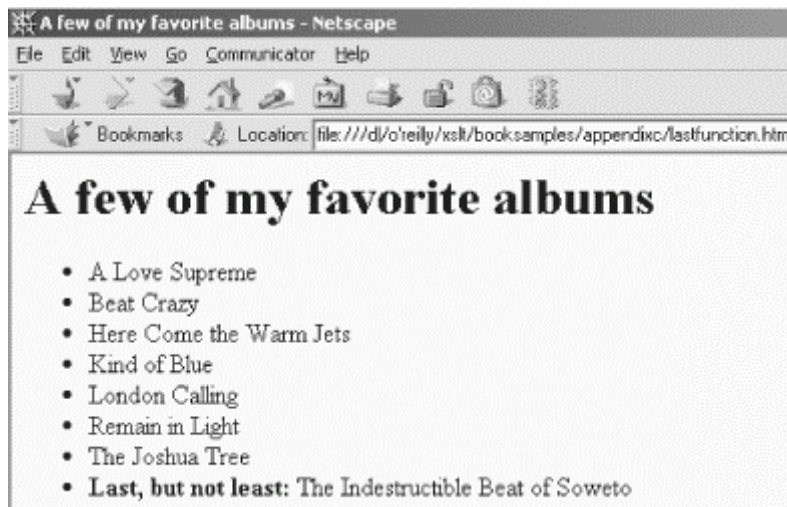 A few of my favorite albums - Netscape
File Edit View Go Communicator Help
My
Bookmarks Location: file:///d|/o'reilly/xslt/booksamples/appendixc/lastfunction.htm
A few of my favorite albums
• A Love Supreme
• Beat Crazy
• Here Come the Warm Jets
• Kind of Blue
• London Calling
• Remain in Light
• The Joshua Tree
• Last, but not least: The Indestructible Beat of Soweto